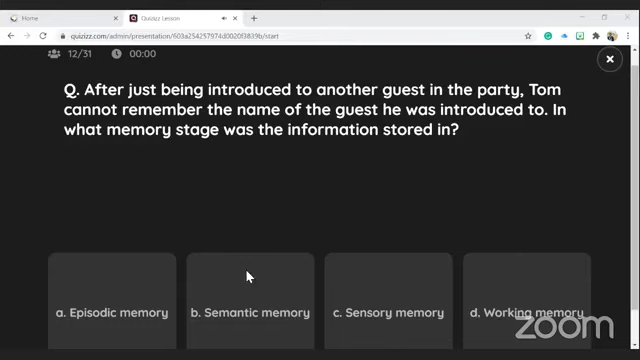 Home
Quizizz Lesson
quizizz.com/admin/presentation/603a254257974d0020f3839b/start
12/31 00:00
Q. After just being introduced to another guest in the party, Tom
cannot remember the name of the guest he was introduced to. In
what memory stage was the information stored in?
a. Episodic memory b. Semantic memory c. Sensory memory d. Working memory
zoom